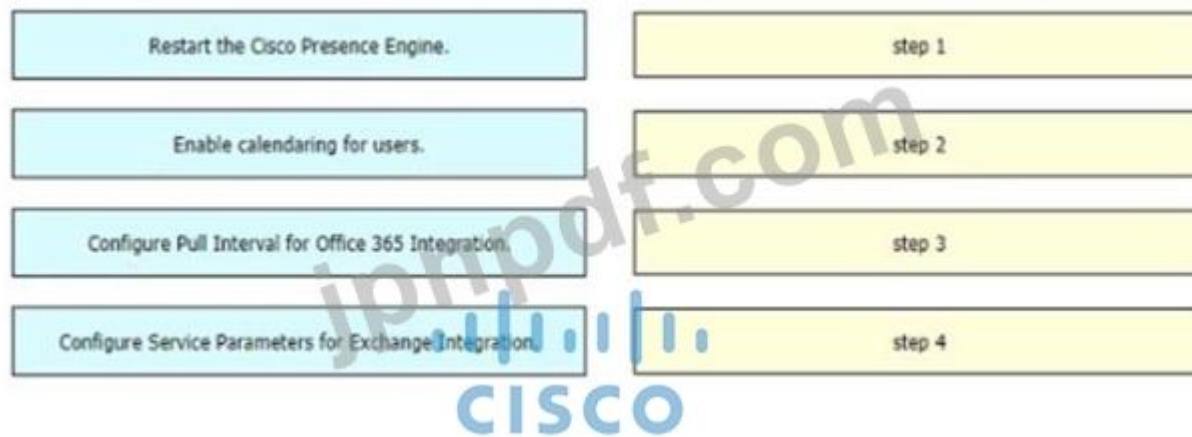 Restart the Cisco Presence Engine.
step 1
Enable calendaring for users.
step 2
Configure Pull Interval for Office 365 Integration.
step 3
Configure Service Parameters for Exchange Integration.
step 4
jpnpdf.com
CISCO